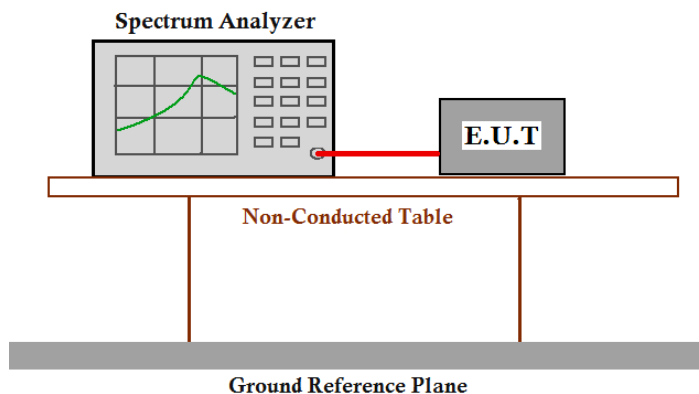 Spectrum Analyzer
E.U.T
Non-Conducted Table
Ground Reference Plane